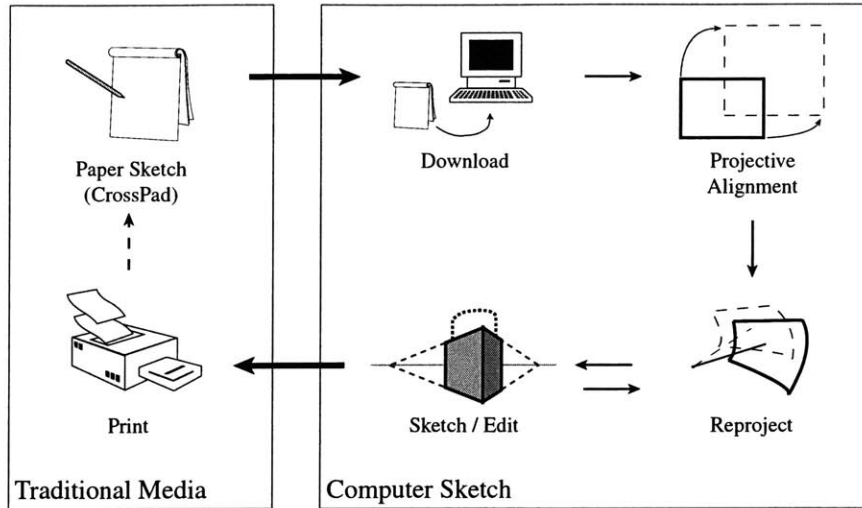 Paper Sketch
(CrossPad)
Download
Projective
Alignment
Print
Sketch / Edit
Reproject
Traditional Media
Computer Sketch